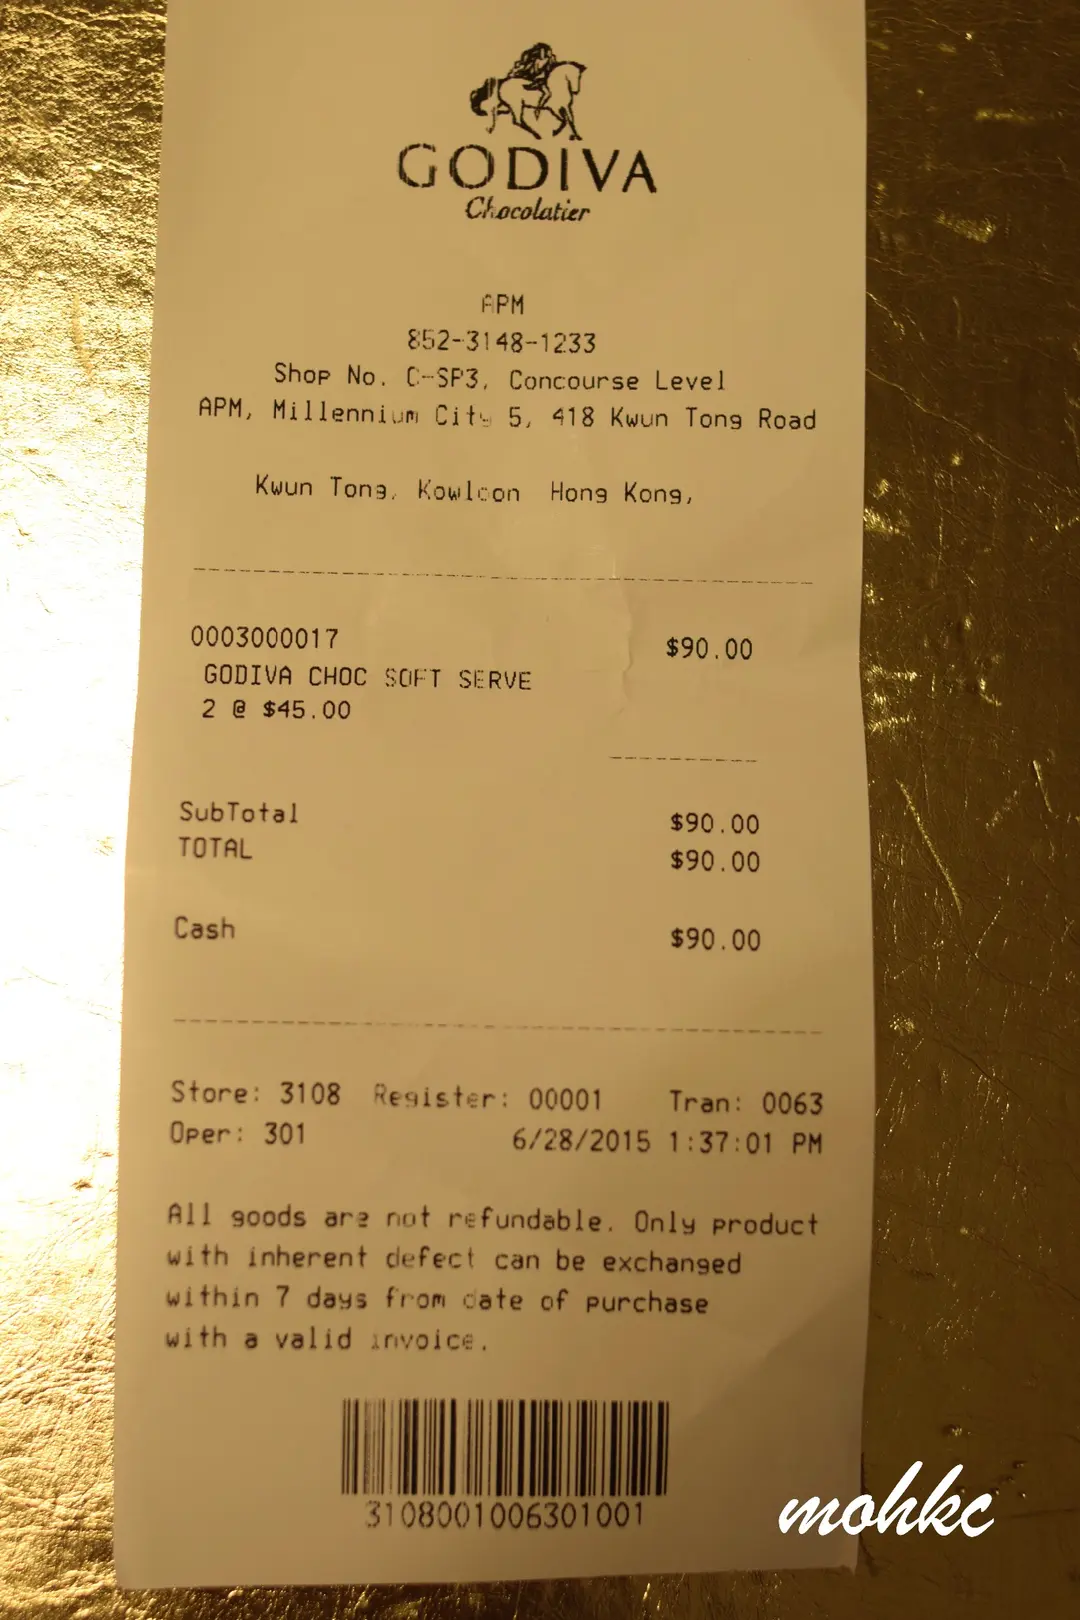 GODIVA
Chocolatier
APM
852-3148-1233
Shop No. C-SP3, Concourse Level
APM, Millennium City 5, 418 Kwun Tong Road
Kwun Tong, Kowloon Hong Kong,
0003000017 $90.00
GODIVA CHOC SOFT SERVE
2 @ $45.00
SubTotal $90.00
TOTAL $90.00
Cash $90.00
Store: 3108 Register: 00001 Tran: 0063
Oper: 301 6/28/2015 1:37:01 PM
All goods are not refundable. Only product
with inherent defect can be exchanged
within 7 days from date of purchase
with a valid invoice.
3108001006301001
mohkc